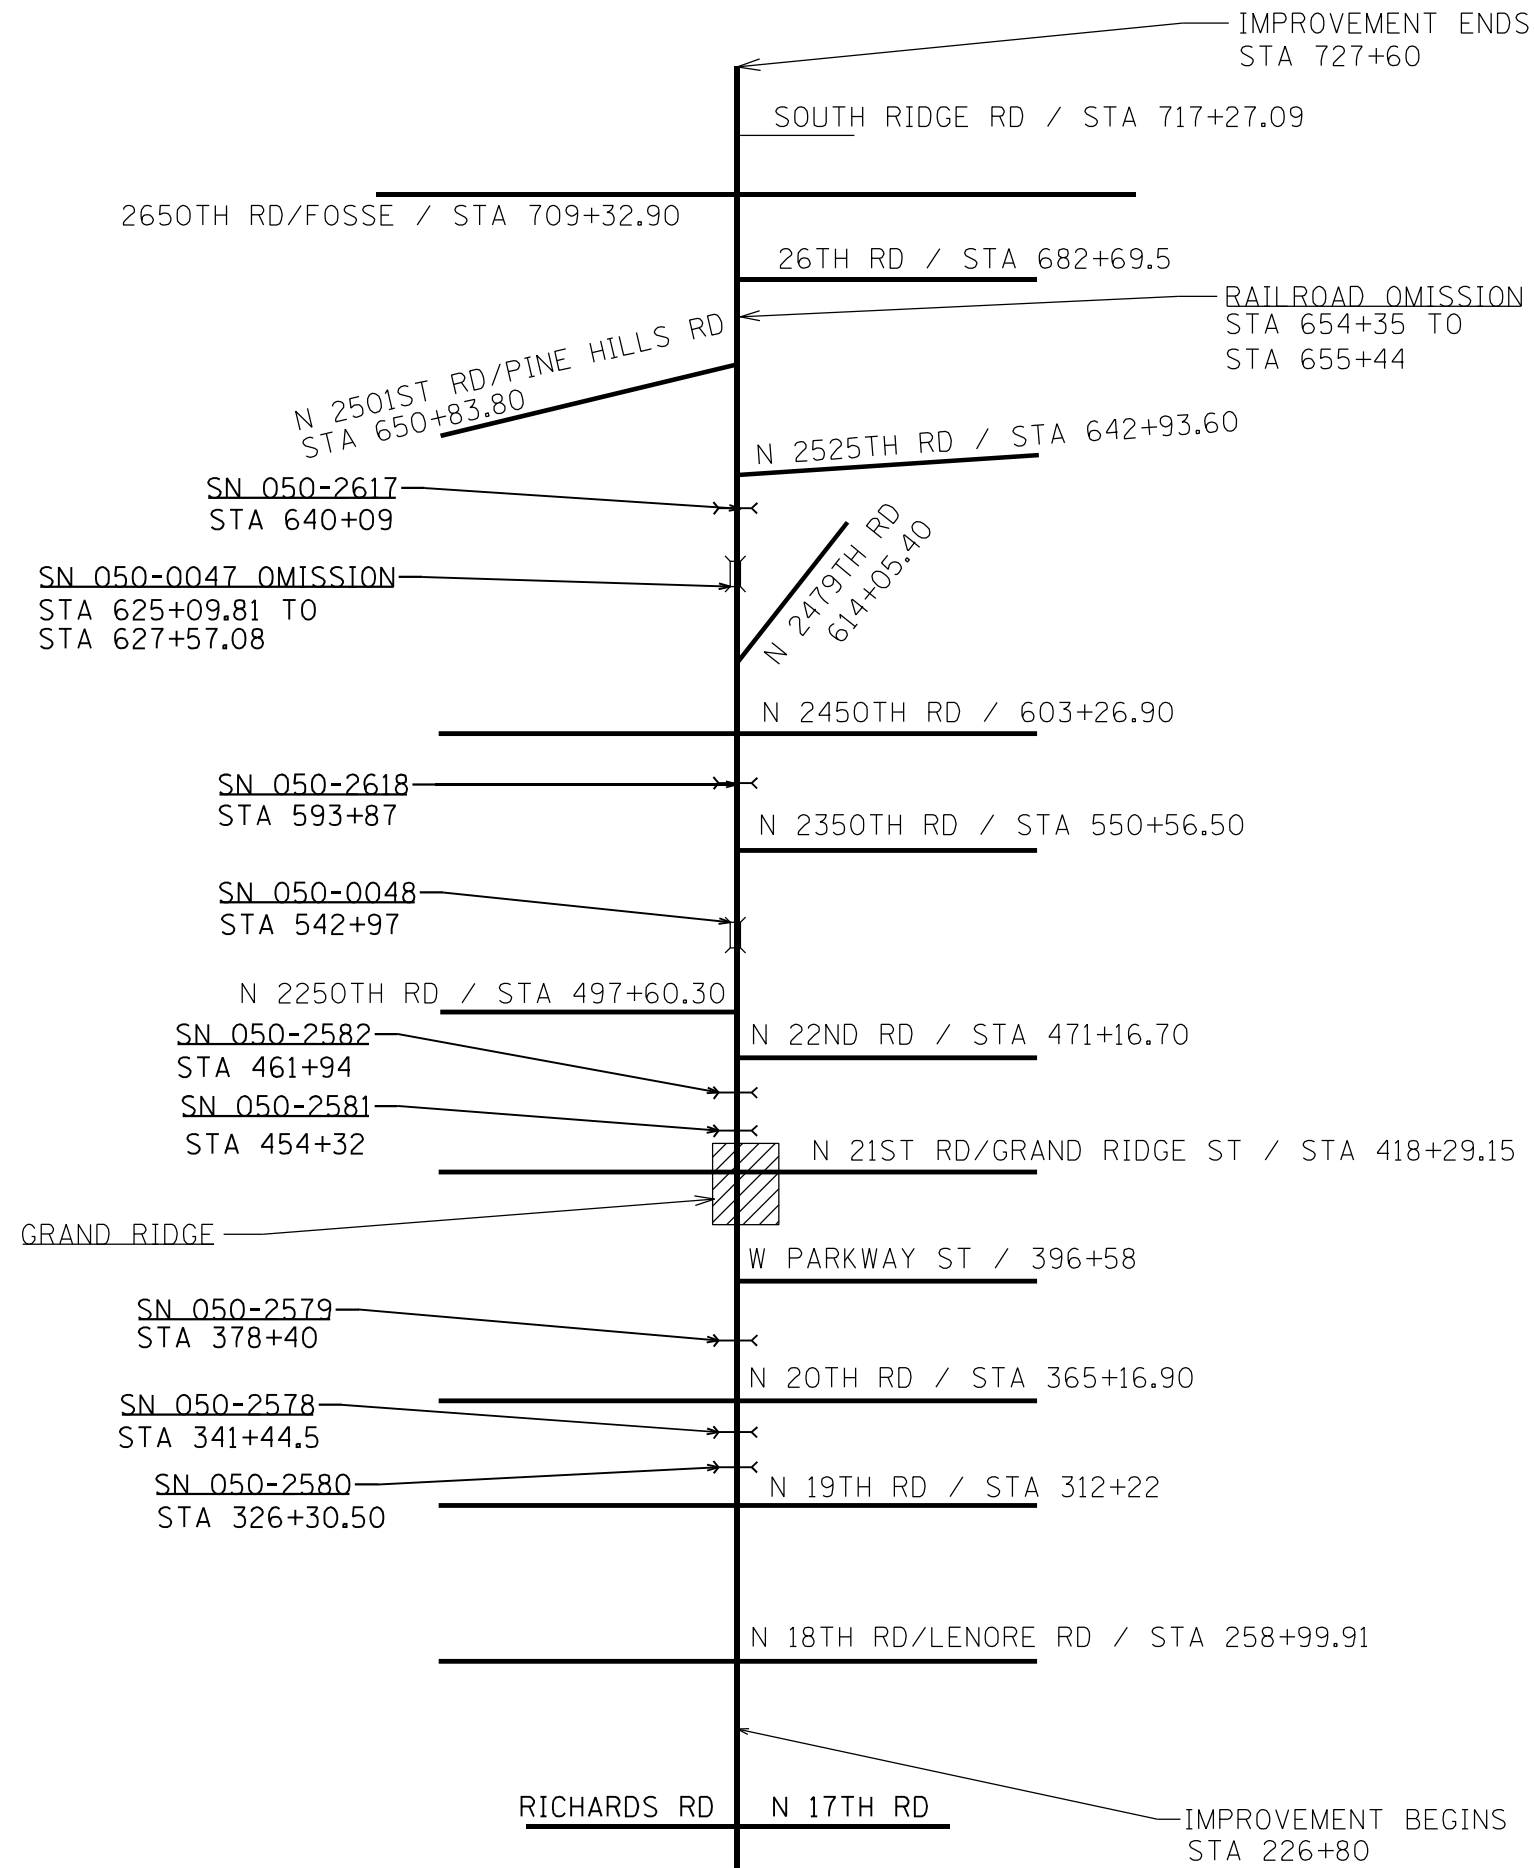 IMPROVEMENT ENDS
STA 727+60
SOUTH RIDGE RD / STA 717+27.09
2650TH RD/FOSSE / STA 709+32.90
26TH RD / STA 682+69.5
RAILROAD OMISSION
STA 654+35 TO
STA 655+44
N 2501ST RD/PINE HILLS RD
STA 650+83.80
N 2525TH RD / STA 642+93.60
SN 050-2617
STA 640+09
SN 050-0047 OMISSION
STA 625+09.81 TO
STA 627+57.08
N 2479TH RD
614+05.40
N 2450TH RD / 603+26.90
SN 050-2618
STA 593+87
N 2350TH RD / STA 550+56.50
SN 050-0048
STA 542+97
N 2250TH RD / STA 497+60.30
SN 050-2582
STA 461+94
N 22ND RD / STA 471+16.70
SN 050-2581
STA 454+32
N 21ST RD/GRAND RIDGE ST / STA 418+29.15
GRAND RIDGE
W PARKWAY ST / 396+58
SN 050-2579
STA 378+40
N 20TH RD / STA 365+16.90
SN 050-2578
STA 341+44.5
SN 050-2580
STA 326+30.50
N 19TH RD / STA 312+22
N 18TH RD/LENORE RD / STA 258+99.91
RICHARDS RD
N 17TH RD
IMPROVEMENT BEGINS
STA 226+80